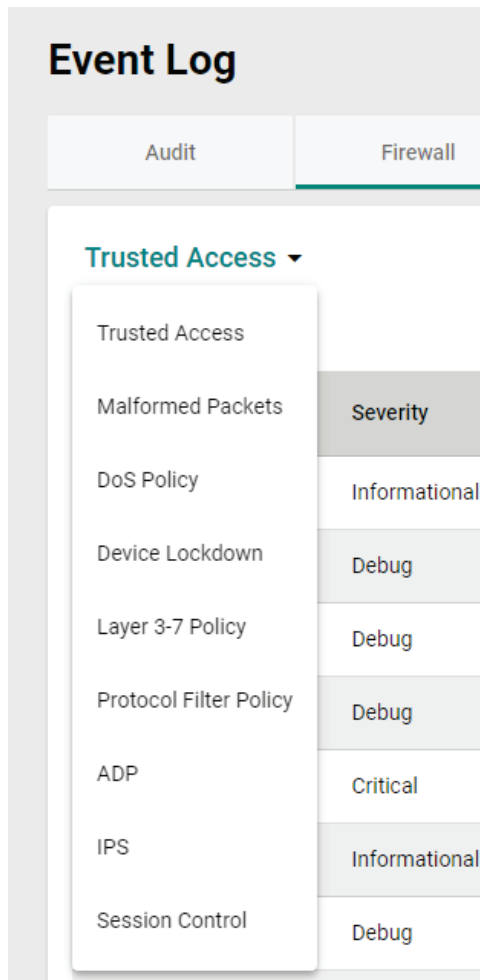 Event Log
Audit
Firewall
Trusted Access
Trusted Access
Malformed Packets
DoS Policy
Device Lockdown
Layer 3-7 Policy
Protocol Filter Policy
ADP
IPS
Session Control
Severity
Informational
Debug
Debug
Debug
Critical
Informational
Debug